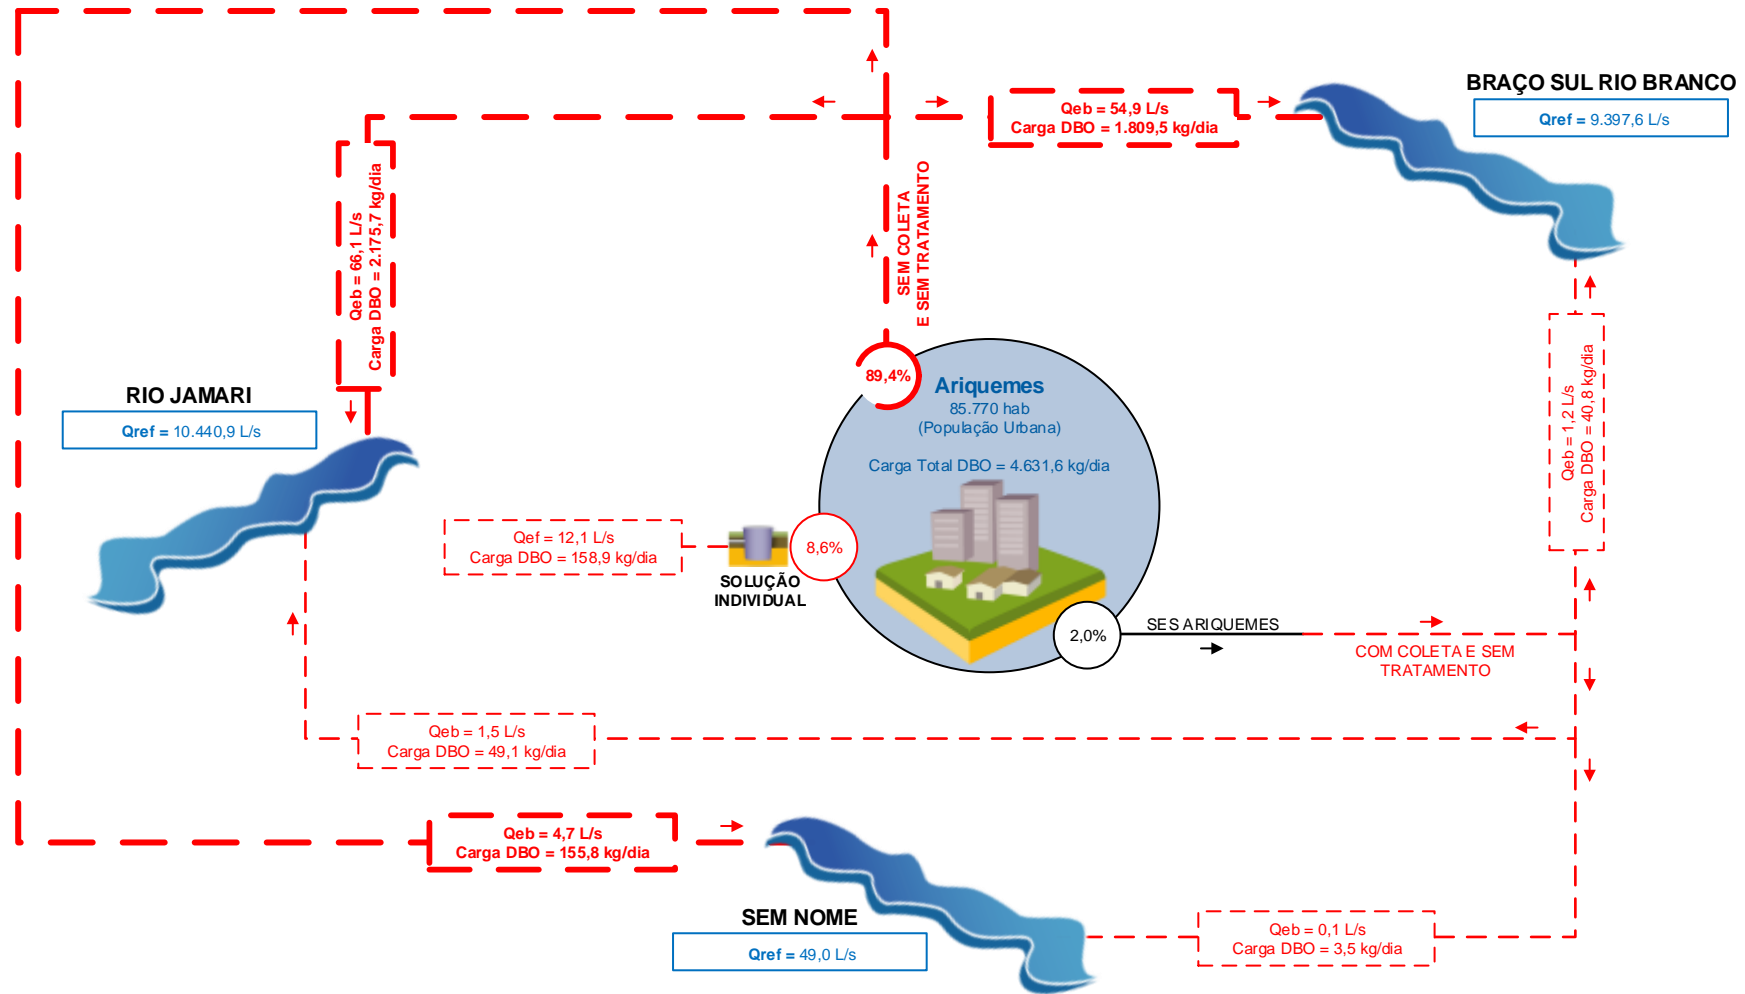 BRAÇO SUL RIO BRANCO
Qref = 9.397,6 L/s
Qeb = 54,9 L/s
Carga DBO = 1.809,5 kg/dia
Qeb = 66,1 L/s
Carga DBO = 2.175,7 kg/dia
SEM COLETA
E SEM TRATAMENTO
RIO JAMARI
Qref = 10.440,9 L/s
89,4%
Ariquemes
85.770 hab
(População Urbana)
Carga Total DBO = 4.631,6 kg/dia
Qeb = 1,2 L/s
Carga DBO = 40,8 kg/dia
Qef = 12,1 L/s
Carga DBO = 158,9 kg/dia
8,6%
SOLUÇÃO
INDIVIDUAL
2,0%
SES ARIQUEMES
COM COLETA E SEM
TRATAMENTO
Qeb = 1,5 L/s
Carga DBO = 49,1 kg/dia
Qeb = 4,7 L/s
Carga DBO = 155,8 kg/dia
SEM NOME
Qref = 49,0 L/s
Qeb = 0,1 L/s
Carga DBO = 3,5 kg/dia